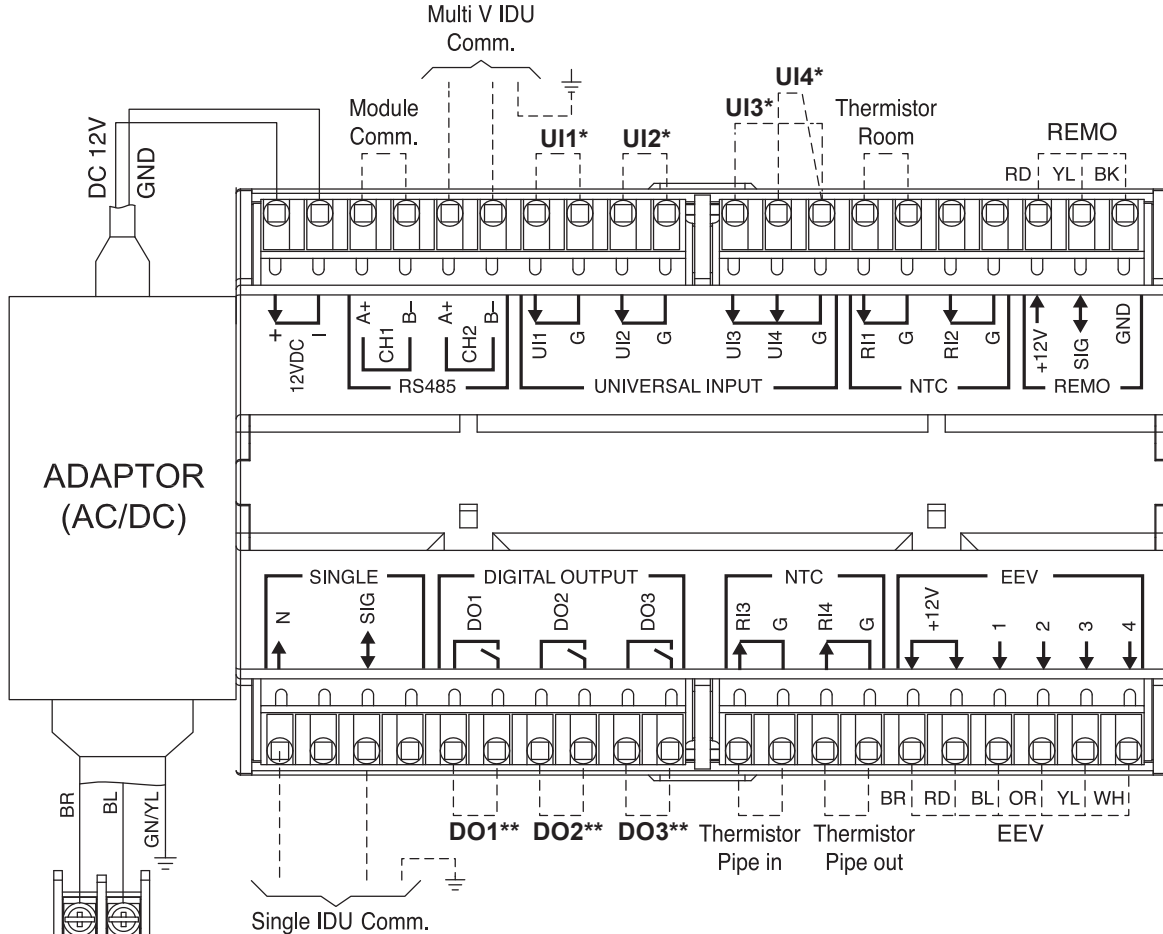 Multi V IDU
Comm.
UI4*
Module
Comm.
UI1*
UI2*
UI3*
Thermistor
Room
REMO
DC 12V
GND
RD
YL
BK
+
−
12VDC
A+
B−
CH1
A+
B−
CH2
RS485
UI1
G
UI2
G
UI3
UI4
G
UNIVERSAL INPUT
RI1
G
RI2
G
NTC
+12V
SIG
GND
REMO
ADAPTOR
(AC/DC)
SINGLE
N
SIG
DIGITAL OUTPUT
DO1
DO2
DO3
NTC
RI3
G
RI4
G
EEV
+12V
1
2
3
4
BR
BL
GN/YL
DO1**
DO2**
DO3**
Thermistor
Pipe in
Thermistor
Pipe out
BR
RD
BL
OR
YL
WH
EEV
Single IDU Comm.